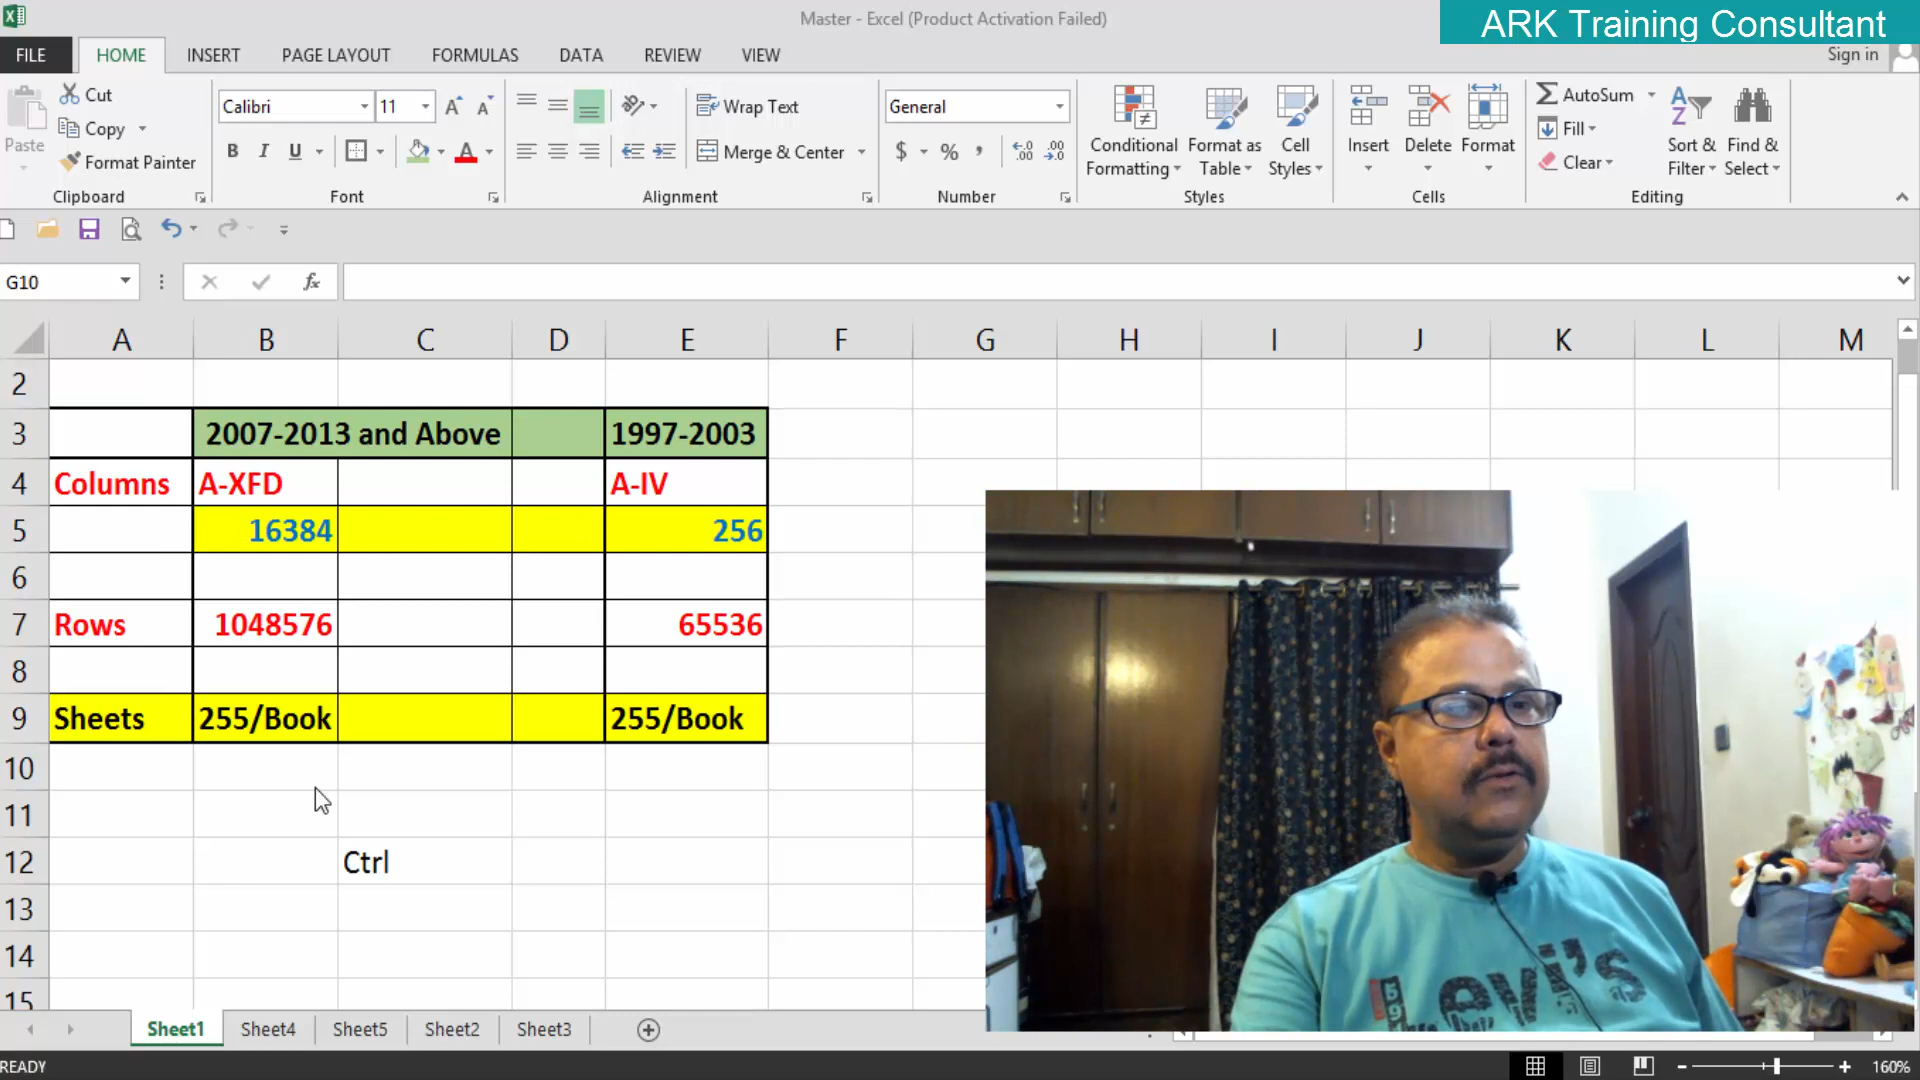 Master - Excel (Product Activation Failed)
ARK Training Consultant
FILE HOME INSERT PAGE LAYOUT FORMULAS DATA REVIEW VIEW
Sign in
Paste
Cut
Copy
Format Painter
Clipboard
Calibri 11
B I U
Font
Wrap Text
Merge & Center
Alignment
General
$ % ,
Number
Conditional Formatting
Format as Table
Cell Styles
Styles
Insert
Delete
Format
Cells
AutoSum
Fill
Clear
Sort & Filter
Find & Select
Editing
G10
fx
A B C D E F G H I J K L M
2
3 2007-2013 and Above 1997-2003
4 Columns A-XFD A-IV
5 16384 256
6
7 Rows 1048576 65536
8
9 Sheets 255/Book 255/Book
10
11
12 Ctrl
13
14
15
Levi's
Sheet1 Sheet4 Sheet5 Sheet2 Sheet3
READY
160%